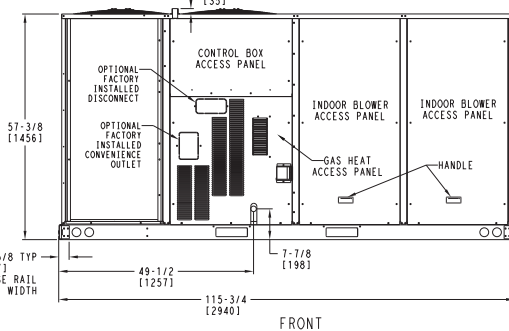 [35]
CONTROL BOX
ACCESS PANEL
OPTIONAL
FACTORY
INSTALLED
DISCONNECT
INDOOR BLOWER
ACCESS PANEL
INDOOR BLOWER
ACCESS PANEL
57-3/8
[1456]
OPTIONAL
FACTORY
INSTALLED
CONVENIENCE
OUTLET
GAS HEAT
ACCESS PANEL
HANDLE
/8 TYP
RAIL
WIDTH
7-7/8
[198]
49-1/2
[1257]
115-3/4
[2940]
FRONT